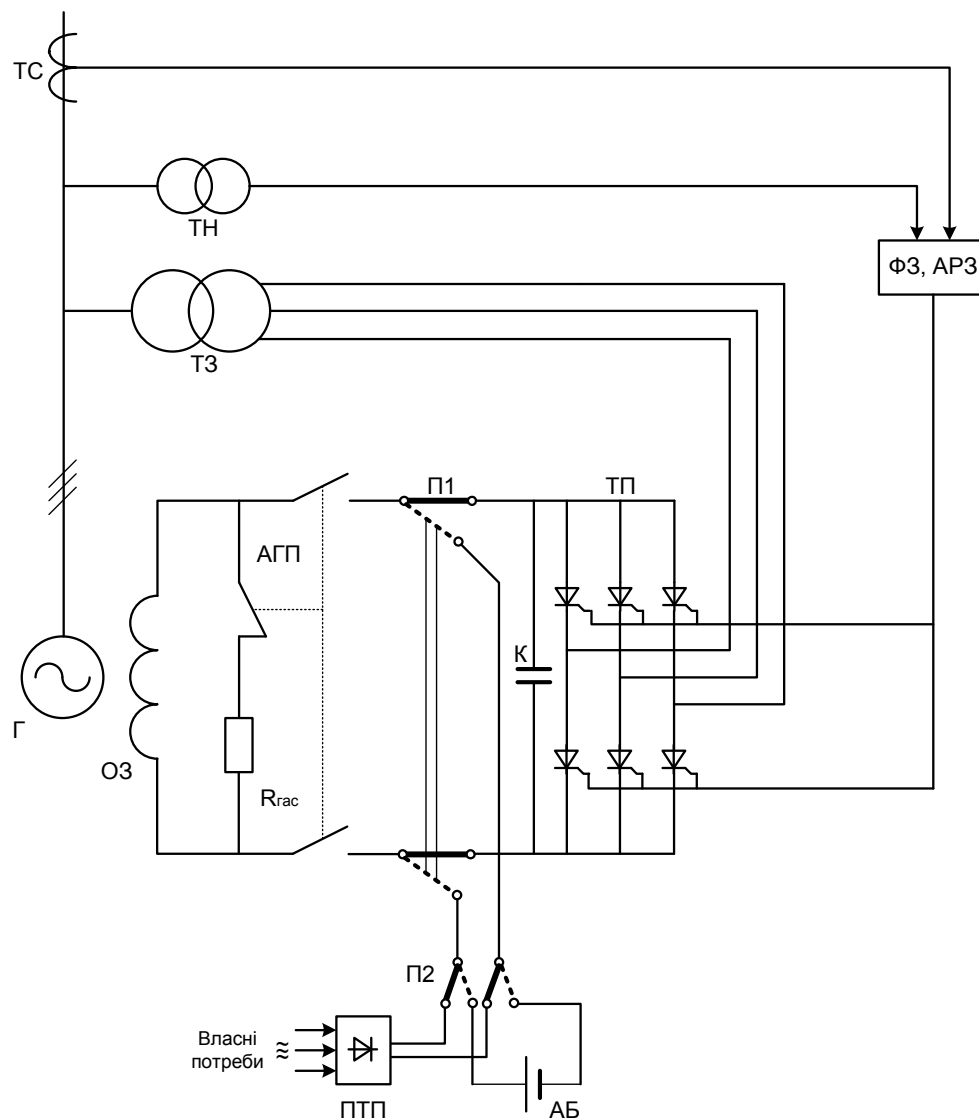 ТС
ТН
ФЗ, АРЗ
ТЗ
П1
ТП
АГП
К
Г
ОЗ
Rгас
П2
Власні
потреби
≈
ПТП
АБ